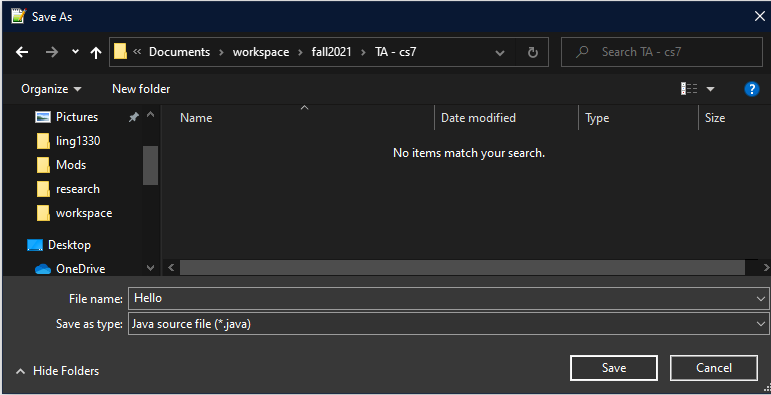 Save As
« Documents › workspace › fall2021 › TA - cs7
Search TA - cs7
Organize
New folder
?
Name
Date modified
Type
Size
Pictures
ling1330
Mods
research
workspace
Desktop
OneDrive
No items match your search.
File name: Hello
Save as type: Java source file (*.java)
Hide Folders
Save
Cancel